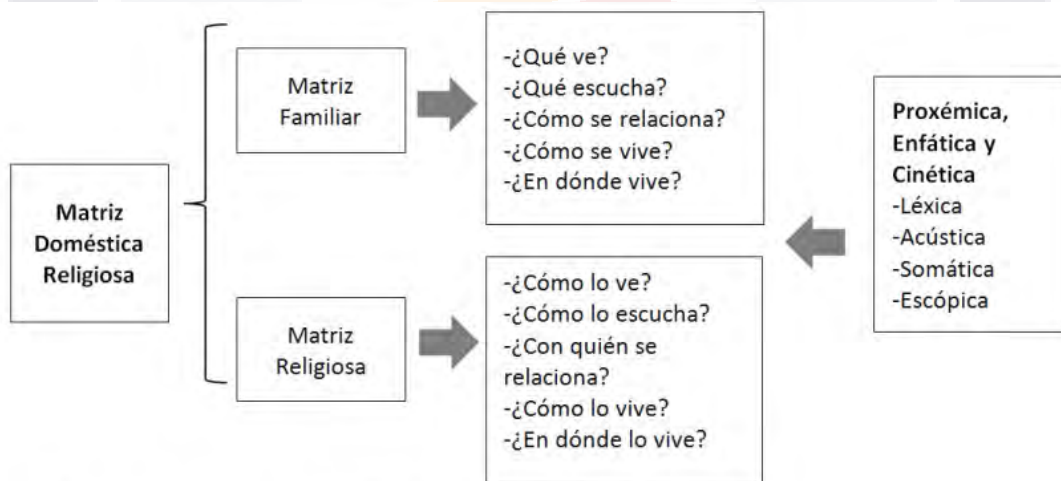 Matriz
Doméstica
Religiosa
Matriz
Familiar
-¿Qué ve?
-¿Qué escucha?
-¿Cómo se relaciona?
-¿Cómo se vive?
-¿En dónde vive?
Matriz
Religiosa
-¿Cómo lo ve?
-¿Cómo lo escucha?
-¿Con quién se
relaciona?
-¿Cómo lo vive?
-¿En dónde lo vive?
Proxémica,
Enfática y
Cinética
-Léxica
-Acústica
-Somática
-Escópica